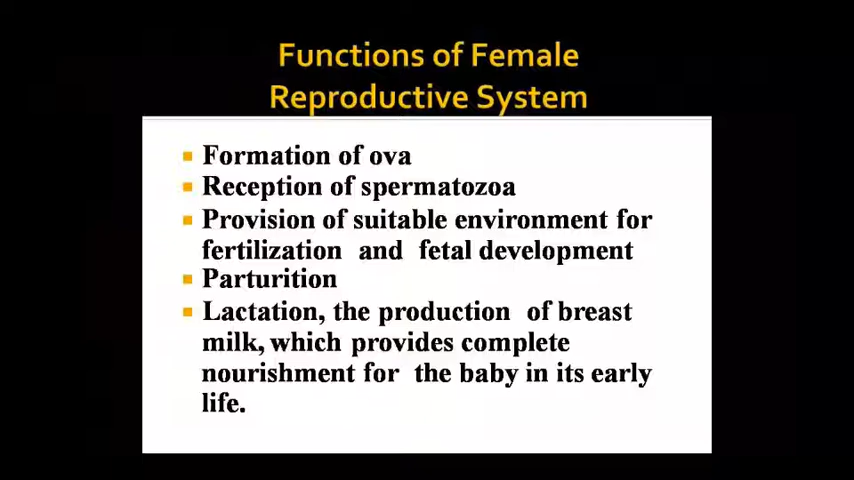 Functions of Female
Reproductive System
Formation of ova
Reception of spermatozoa
Provision of suitable environment for
fertilization and fetal development
Parturition
Lactation, the production of breast
milk, which provides complete
nourishment for the baby in its early
life.